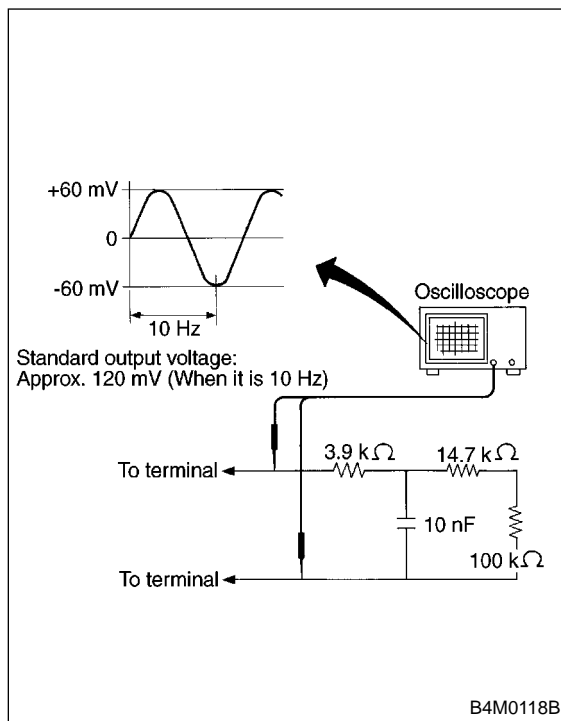 +60 mV
0
-60 mV
10 Hz
Oscilloscope
Standard output voltage:
Approx. 120 mV (When it is 10 Hz)
3.9 kΩ
14.7 kΩ
To terminal
10 nF
100 kΩ
To terminal
B4M0118B